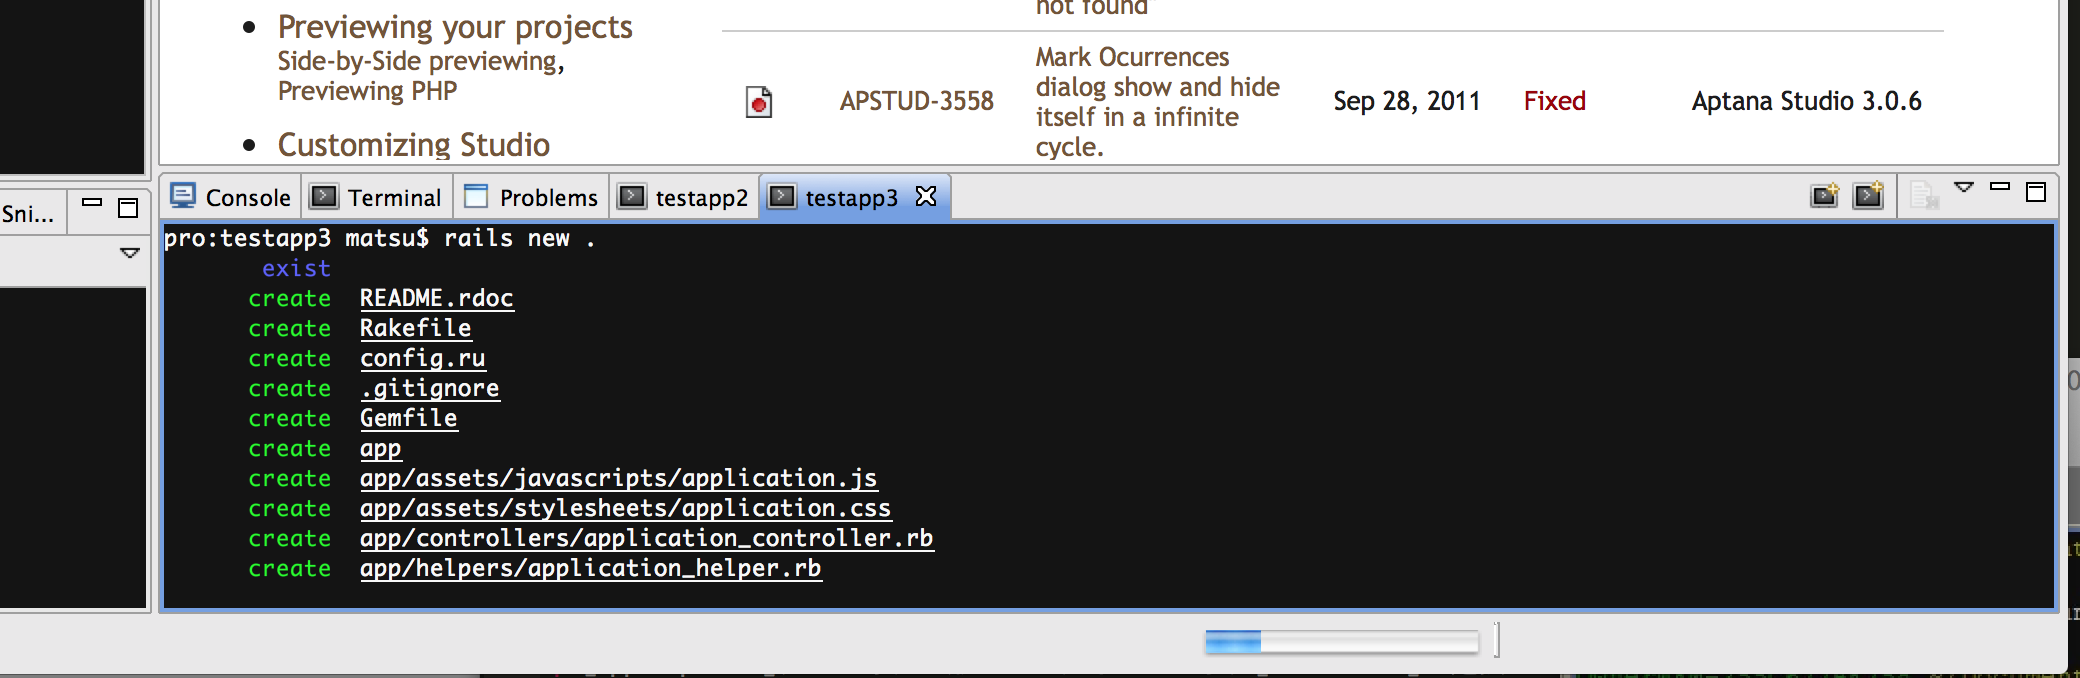 not found"
Previewing your projects
Side-by-Side previewing,
Previewing PHP
Customizing Studio
APSTUD-3558
Mark Ocurrences
dialog show and hide
itself in a infinite
cycle.
Sep 28, 2011
Fixed
Aptana Studio 3.0.6
Sni...
Console
Terminal
Problems
testapp2
testapp3
pro:testapp3 matsu$ rails new .
exist
create README.rdoc
create Rakefile
create config.ru
create .gitignore
create Gemfile
create app
create app/assets/javascripts/application.js
create app/assets/stylesheets/application.css
create app/controllers/application_controller.rb
create app/helpers/application_helper.rb